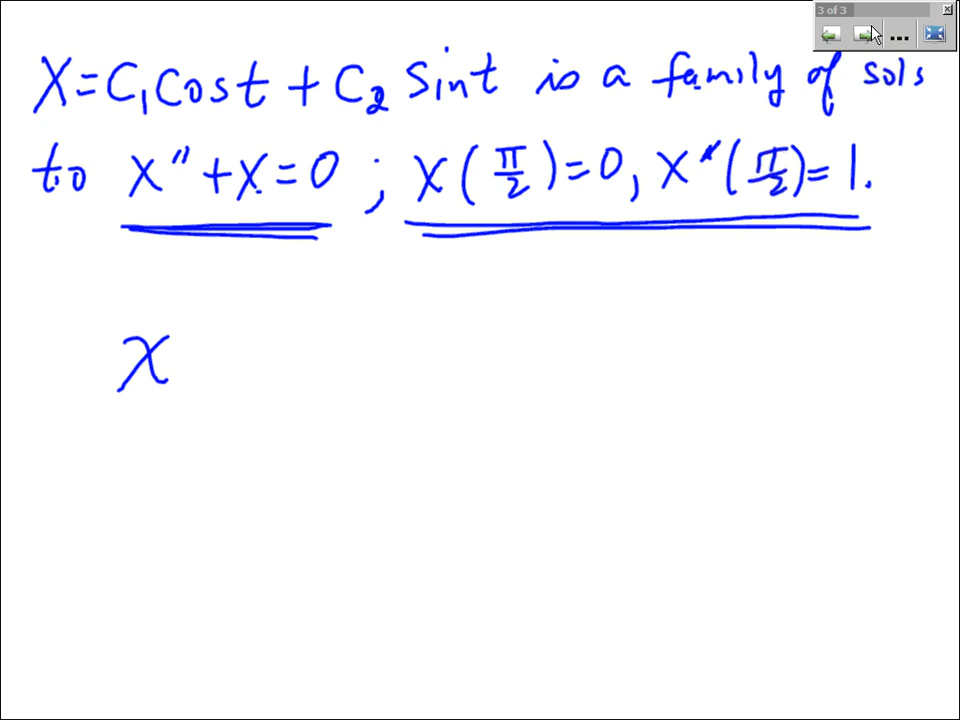 3 of 3
X=C₁Cost + C₂ Sint is a family of sols
to X″+X=0 ; X(π/2)=0, X′(π/2)=1.
X